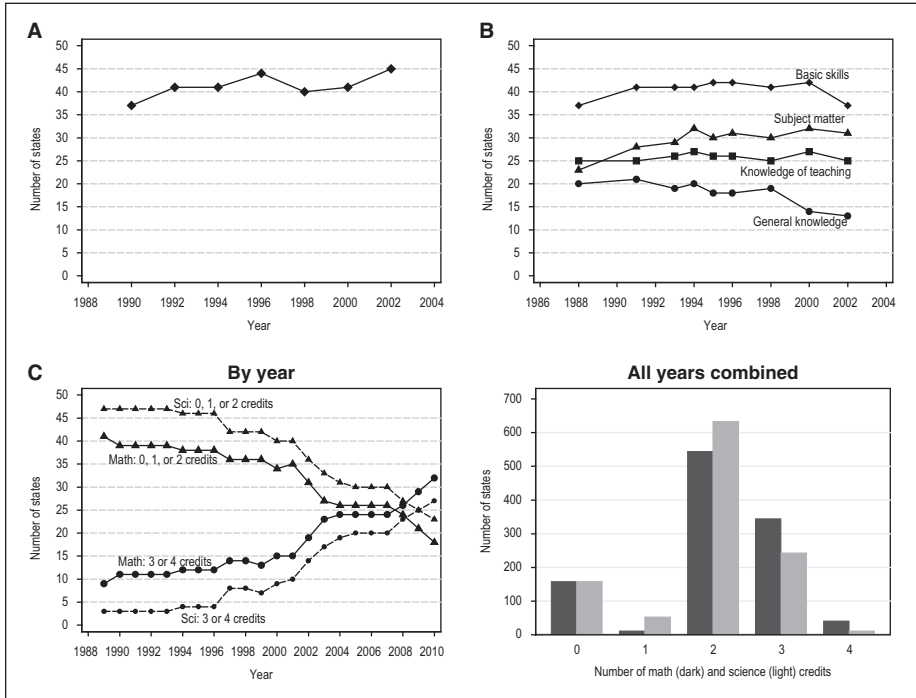 A
50
45
40
35
30
25
20
15
10
5
0
Number of states
1988 1990 1992 1994 1996 1998 2000 2002 2004
Year
B
50
45
40
35
30
25
20
15
10
5
0
Number of states
Basic skills
Subject matter
Knowledge of teaching
General knowledge
1986 1988 1990 1992 1994 1996 1998 2000 2002 2004
Year
C
By year
50
45
40
35
30
25
20
15
10
5
0
Number of states
Sci: 0, 1, or 2 credits
Math: 0, 1, or 2 credits
Math: 3 or 4 credits
Sci: 3 or 4 credits
1988 1990 1992 1994 1996 1998 2000 2002 2004 2006 2008 2010
Year
All years combined
700
600
500
400
300
200
100
0
Number of states
0 1 2 3 4
Number of math (dark) and science (light) credits